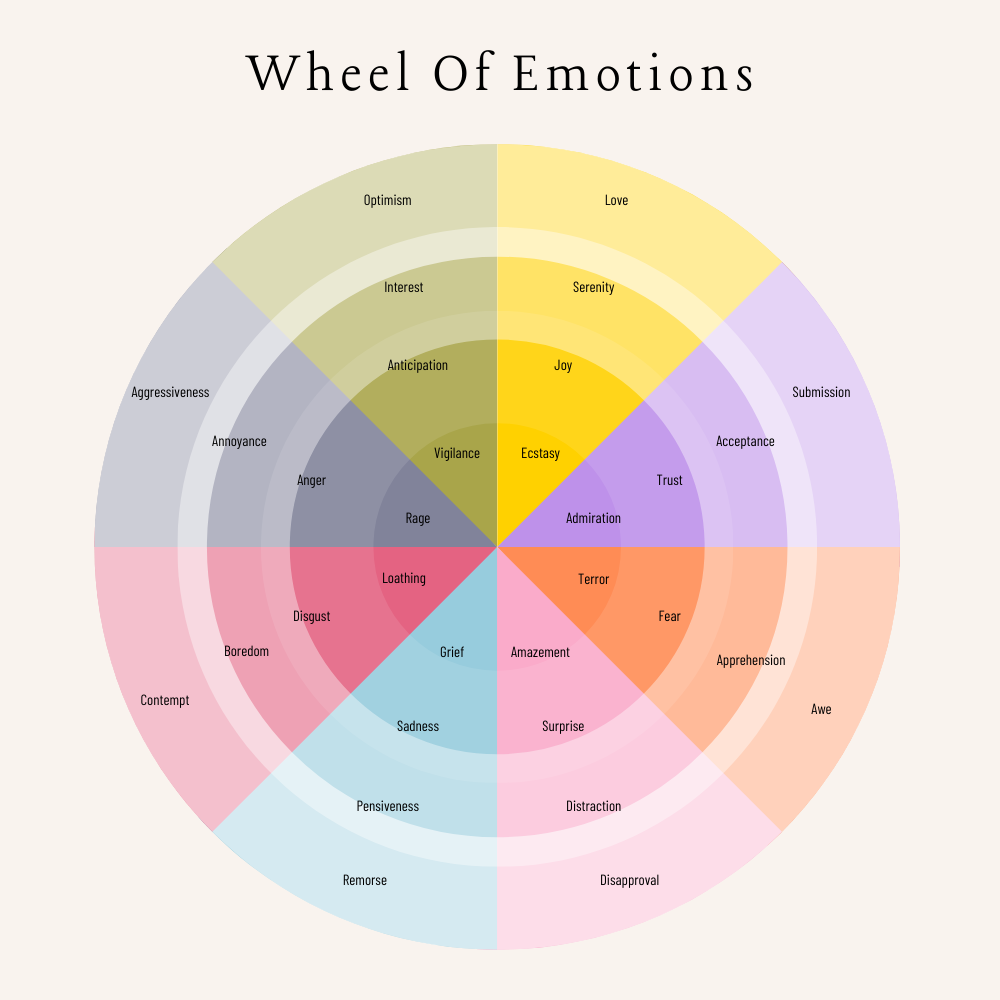 Wheel Of Emotions
Optimism
Love
Interest
Serenity
Anticipation
Joy
Aggressiveness
Submission
Annoyance
Acceptance
Vigilance
Ecstasy
Anger
Trust
Rage
Admiration
Loathing
Terror
Disgust
Fear
Boredom
Grief
Amazement
Apprehension
Contempt
Awe
Sadness
Surprise
Pensiveness
Distraction
Remorse
Disapproval